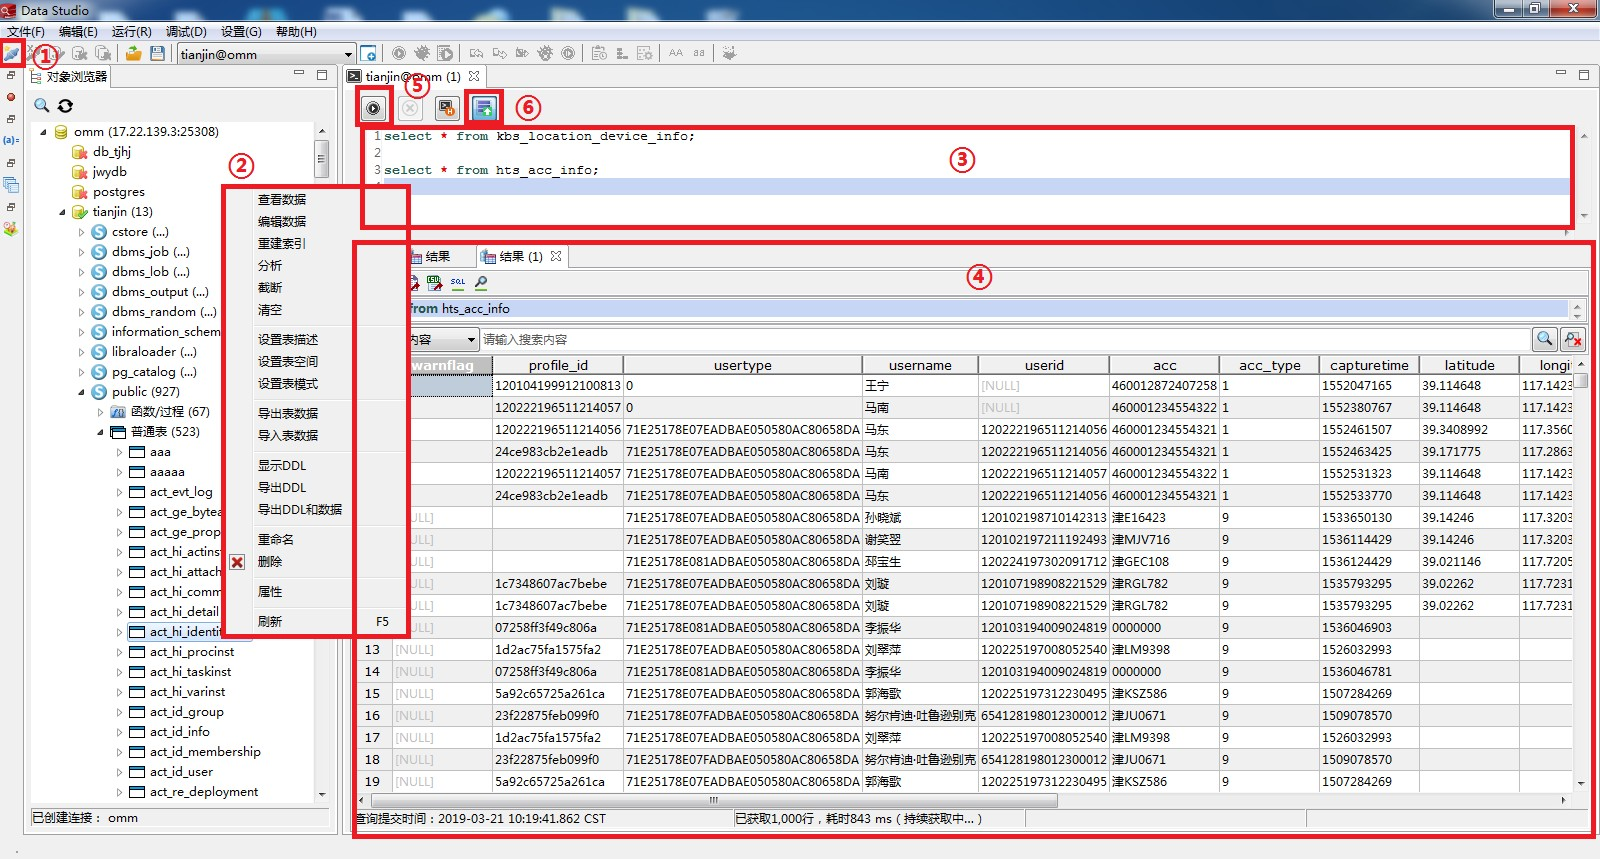 Data Studio
文件(F) 编辑(E) 运行(R) 调试(D) 设置(G) 帮助(H)
①
tianjin@omm
AA aa
对象浏览器
omm (17.22.139.3:25308)
db_tjhj
jwydb
postgres
tianjin (13)
cstore (...)
dbms_job (...)
dbms_lob (...)
dbms_output (...)
dbms_random (...)
information_schem
libraloader (...)
pg_catalog (...)
public (927)
函数/过程 (67)
普通表 (523)
aaa
aaaaa
act_evt_log
act_ge_bytea
act_ge_prop
act_hi_actins
act_hi_attach
act_hi_comm
act_hi_detail
act_hi_identit
act_hi_procinst
act_hi_taskinst
act_hi_varinst
act_id_group
act_id_info
act_id_membership
act_id_user
act_re_deployment
已创建连接： omm
②
查看数据
编辑数据
重建索引
分析
截断
清空
设置表描述
设置表空间
设置表模式
导出表数据
导入表数据
显示DDL
导出DDL
导出DDL和数据
重命名
删除
属性
刷新 F5
tianjin@omm (1)
⑤
⑥
1 select * from kbs_location_device_info;
2
3 select * from hts_acc_info;
③
结果 结果 (1)
④
SQL
from hts_acc_info
内容 请输入搜索内容
warnflag profile_id usertype username userid acc acc_type capturetime latitude longi
120104199912100813 0 王宁 [NULL] 460012872407258 1 1552047165 39.114648 117.1423
120222196511214057 0 马南 [NULL] 460001234554322 1 1552380767 39.114648 117.1423
120222196511214056 71E25178E07EADBAE050580AC80658DA 马东 120222196511214056 460001234554321 1 1552461507 39.3408992 117.3560
24ce983cb2e1eadb 71E25178E07EADBAE050580AC80658DA 马东 120222196511214056 460001234554321 1 1552463425 39.171775 117.2863
120222196511214057 71E25178E07EADBAE050580AC80658DA 马南 120222196511214057 460001234554322 1 1552531323 39.114648 117.1423
24ce983cb2e1eadb 71E25178E07EADBAE050580AC80658DA 马东 120222196511214056 460001234554321 1 1552533770 39.114648 117.1423
ULL] 71E25178E07EADBAE050580AC80658DA 孙晓斌 120102198710142313 津E16423 9 1533650130 39.14246 117.3203
ULL] 71E25178E07EADBAE050580AC80658DA 谢笑翌 120102197211192493 津MJV716 9 1536114429 39.14246 117.3203
ULL] 71E25178E081ADBAE050580AC80658DA 邳宝生 120224197302091712 津GEC108 9 1536124429 39.021146 117.7205
ULL] 1c7348607ac7bebe 71E25178E07EADBAE050580AC80658DA 刘璇 120107198908221529 津RGL782 9 1535793295 39.02262 117.7231
ULL] 1c7348607ac7bebe 71E25178E07EADBAE050580AC80658DA 刘璇 120107198908221529 津RGL782 9 1535793295 39.02262 117.7231
ULL] 07258ff3f49c806a 71E25178E081ADBAE050580AC80658DA 李振华 120103194009024819 0000000 9 1536046903
13 [NULL] 1d2ac75fa1575fa2 71E25178E07EADBAE050580AC80658DA 刘翠萍 120225197008052540 津LM9398 9 1526032993
14 [NULL] 07258ff3f49c806a 71E25178E081ADBAE050580AC80658DA 李振华 120103194009024819 0000000 9 1536046781
15 [NULL] 5a92c65725a261ca 71E25178E07EADBAE050580AC80658DA 郭海歌 120225197312230495 津KSZ586 9 1507284269
16 [NULL] 23f22875feb099f0 71E25178E07FADBAE050580AC80658DA 努尔肯迪·吐鲁逊别克 654128198012300012 津JU0671 9 1509078570
17 [NULL] 1d2ac75fa1575fa2 71E25178E07EADBAE050580AC80658DA 刘翠萍 120225197008052540 津LM9398 9 1526032993
18 [NULL] 23f22875feb099f0 71E25178E07FADBAE050580AC80658DA 努尔肯迪·吐鲁逊别克 654128198012300012 津JU0671 9 1509078570
19 [NULL] 5a92c65725a261ca 71E25178E07EADBAE050580AC80658DA 郭海歌 120225197312230495 津KSZ586 9 1507284269
查询提交时间：2019-03-21 10:19:41.862 CST 已获取1,000行，耗时843 ms（持续获取中...）